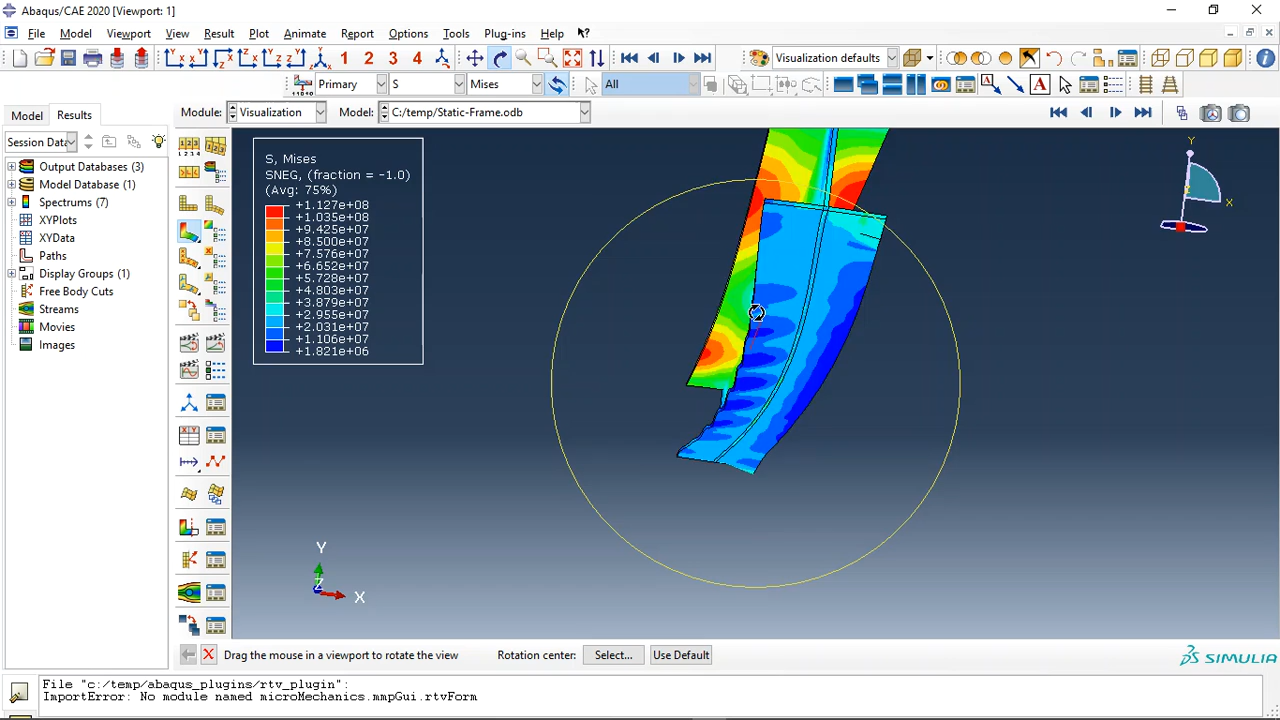 Abaqus/CAE 2020 [Viewport: 1]
File Model Viewport View Result Plot Animate Report Options Tools Plug-ins
1 2 3 4 Visualization defaults
Primary S Mises All
Model Results Module: Visualization Model: C:/temp/Static-Frame.odb
Session Data
Output Databases (3)
Model Database (1)
Spectrums (7)
XYPlots
XYData
Paths
Display Groups (1)
Free Body Cuts
Streams
Movies
Images
S, Mises
SNEG, (fraction = -1.0)
(Avg: 75%)
+1.127e+08
+1.035e+08
+9.425e+07
+8.500e+07
+7.576e+07
+6.652e+07
+5.728e+07
+4.803e+07
+3.879e+07
+2.955e+07
+2.031e+07
+1.106e+07
+1.821e+06
Y
X
Y
Z
X
Drag the mouse in a viewport to rotate the view Rotation center: Select... Use Default
SIMULIA
File "c:/temp/abaqus_plugins/rtv_plugin":
ImportError: No module named microMechanics.mmpGui.rtvForm